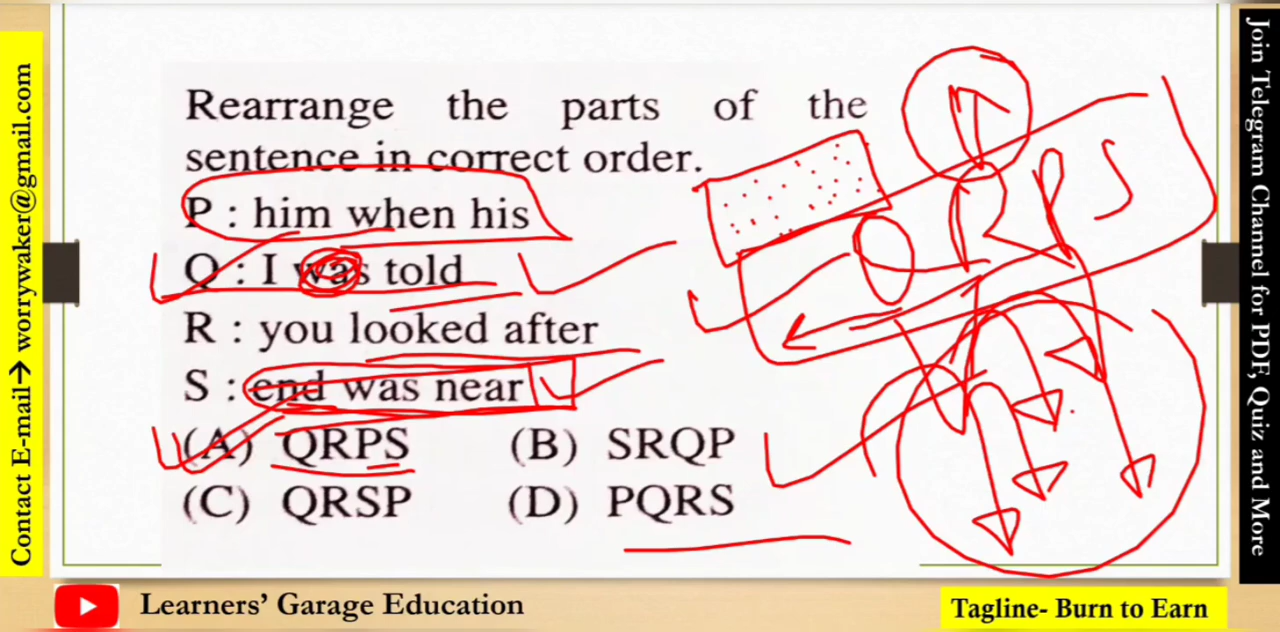 Rearrange the parts of the
sentence in correct order.
P : him when his
Q : I was told
R : you looked after
S : end was near
(A) QRPS (B) SRQP
(C) QRSP (D) PQRS
QRPS
Contact E-mail→ worrywaker@gmail.com
Join Telegram Channel for PDF, Quiz and More
Learners’ Garage Education
Tagline- Burn to Earn